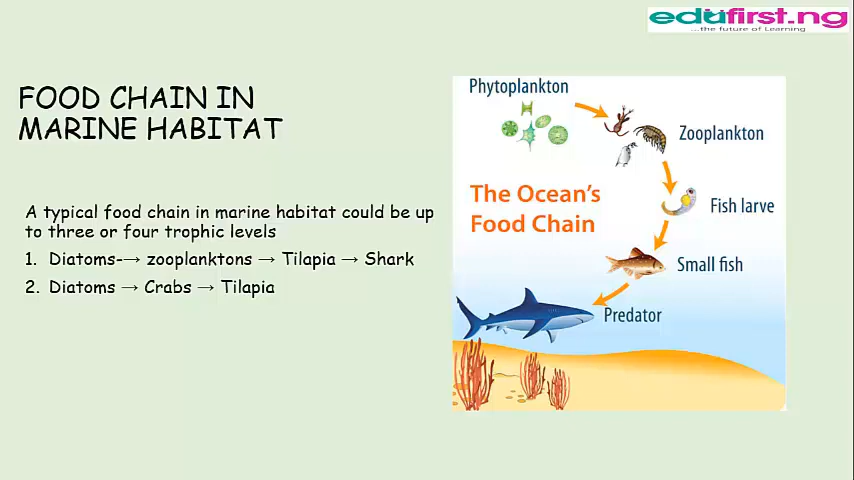 edufirst.ng
...the future of Learning
FOOD CHAIN IN
MARINE HABITAT
A typical food chain in marine habitat could be up
to three or four trophic levels
1. Diatoms-→ zooplanktons → Tilapia → Shark
2. Diatoms → Crabs → Tilapia
Phytoplankton
Zooplankton
The Ocean's
Food Chain
Fish larve
Small fish
Predator